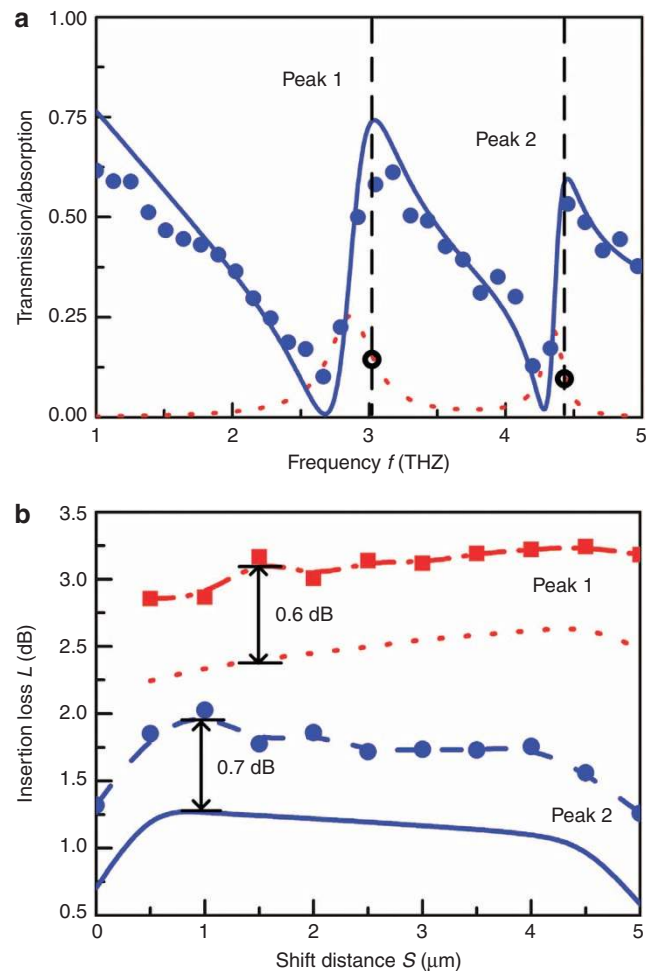 a
1.00
0.75
0.50
0.25
0.00
Transmission/absorption
Peak 1
Peak 2
1 2 3 4 5
Frequency f (THZ)
b
3.5
3.0
2.5
2.0
1.5
1.0
0.5
Insertion loss L (dB)
Peak 1
0.6 dB
0.7 dB
Peak 2
0 1 2 3 4 5
Shift distance S (μm)